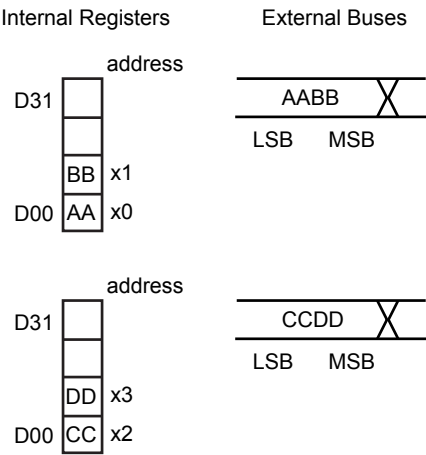 Internal Registers External Buses
address
D31 AABB
LSB MSB
BB x1
D00 AA x0
address
D31 CCDD
LSB MSB
DD x3
D00 CC x2